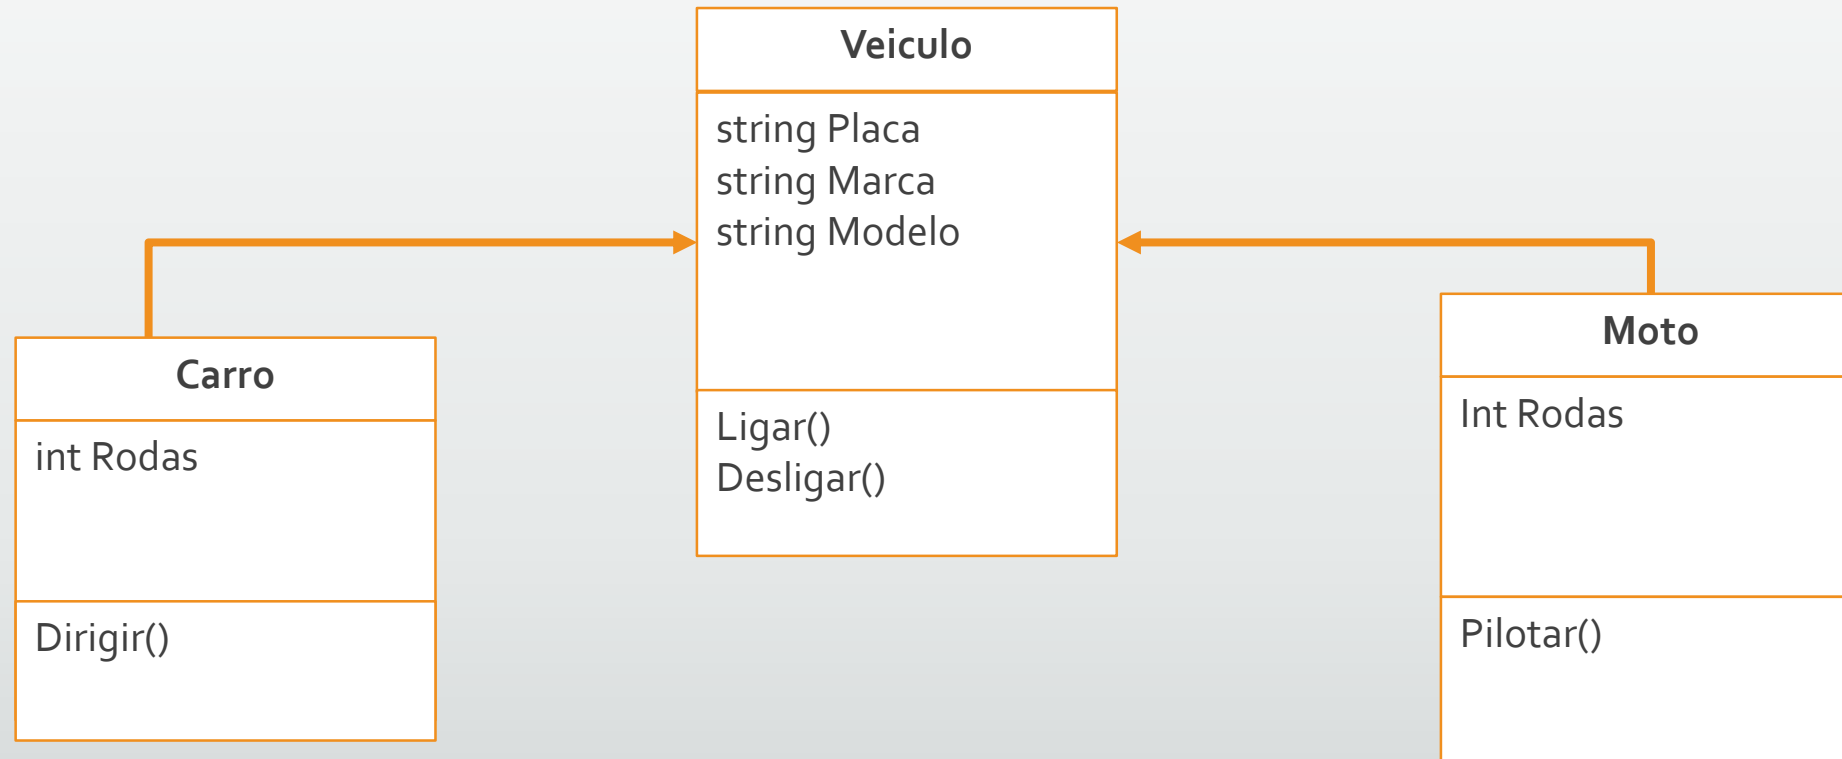 Veiculo
string Placa
string Marca
string Modelo
Ligar()
Desligar()
Carro
int Rodas
Dirigir()
Moto
Int Rodas
Pilotar()